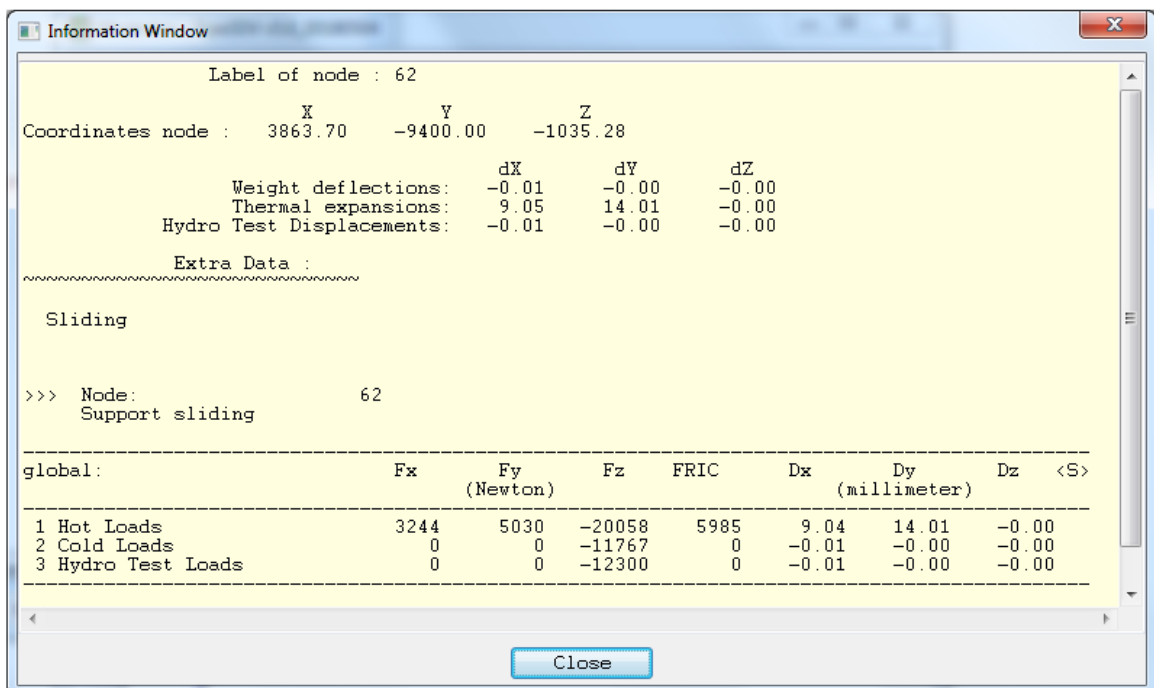 Information Window
Label of node : 62
X Y Z
Coordinates node : 3863.70 -9400.00 -1035.28
dX dY dZ
Weight deflections: -0.01 -0.00 -0.00
Thermal expansions: 9.05 14.01 -0.00
Hydro Test Displacements: -0.01 -0.00 -0.00
Extra Data :
~~~~~~~~~~~~~~~~~~~~~~~~~~~~~
Sliding
>>> Node: 62
Support sliding
global: Fx Fy Fz FRIC Dx Dy Dz <S>
(Newton) (millimeter)
1 Hot Loads 3244 5030 -20058 5985 9.04 14.01 -0.00
2 Cold Loads 0 0 -11767 0 -0.01 -0.00 -0.00
3 Hydro Test Loads 0 0 -12300 0 -0.01 -0.00 -0.00
Close